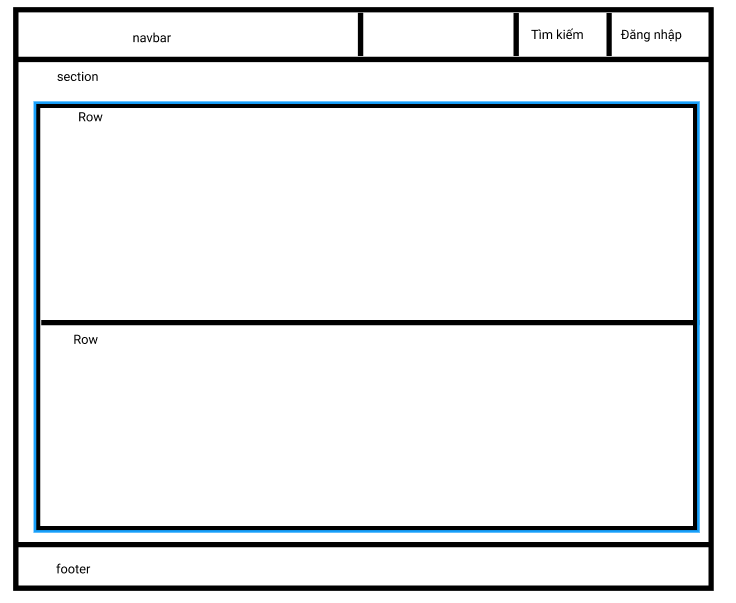 navbar
Tìm kiếm
Đăng nhập
section
Row
Row
footer